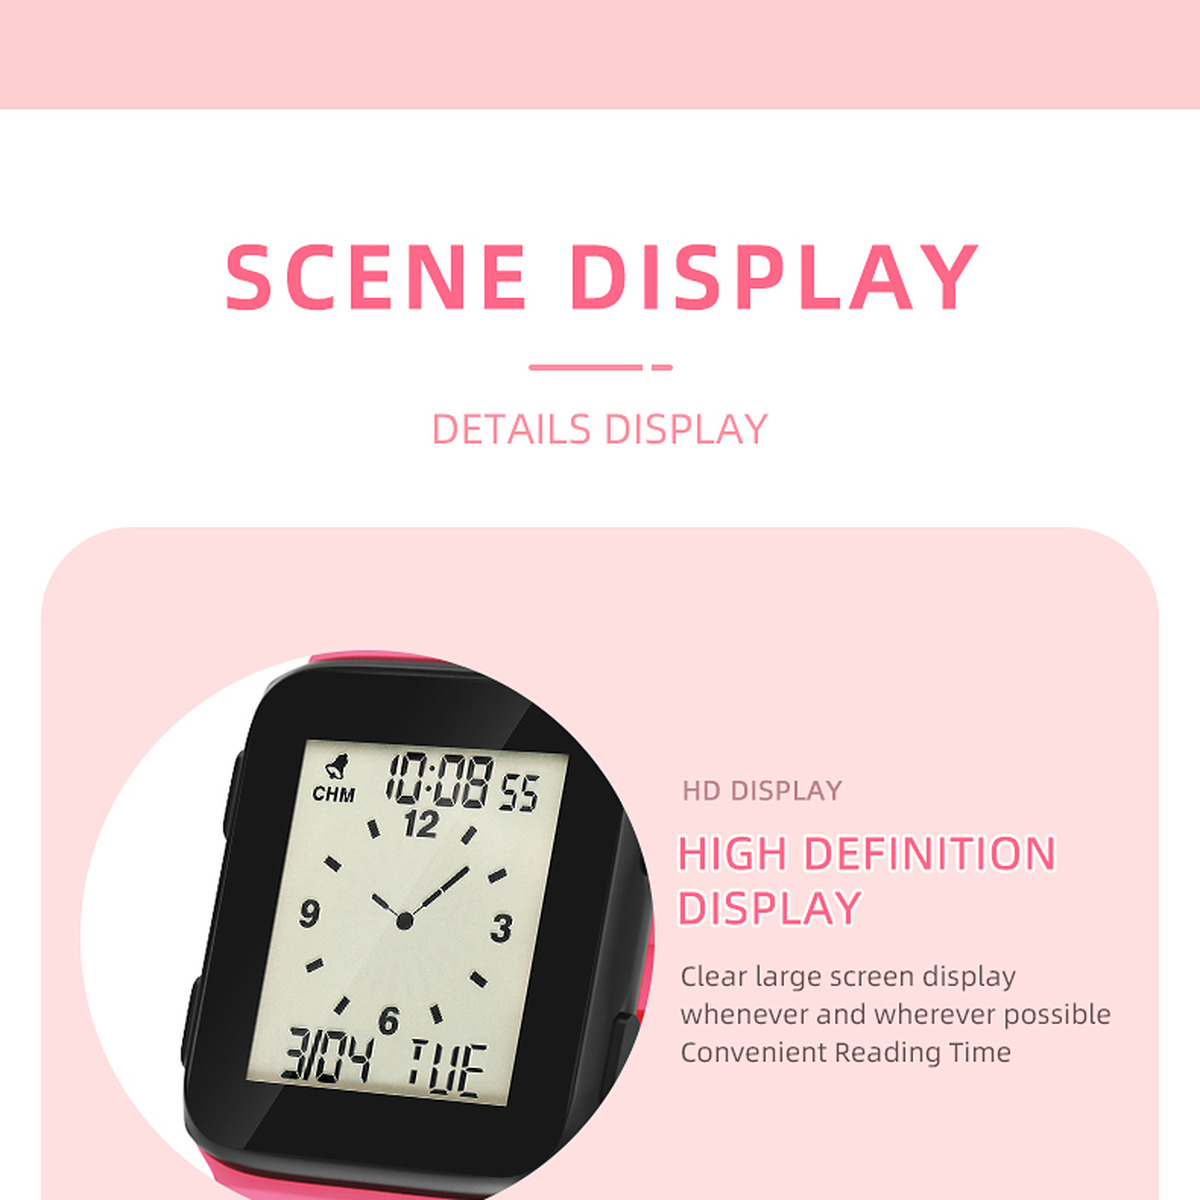 SCENE DISPLAY
DETAILS DISPLAY
10:08 55
CHM
12
9
3
6
3/04 TUE
HD DISPLAY
HIGH DEFINITION
DISPLAY
Clear large screen display
whenever and wherever possible
Convenient Reading Time